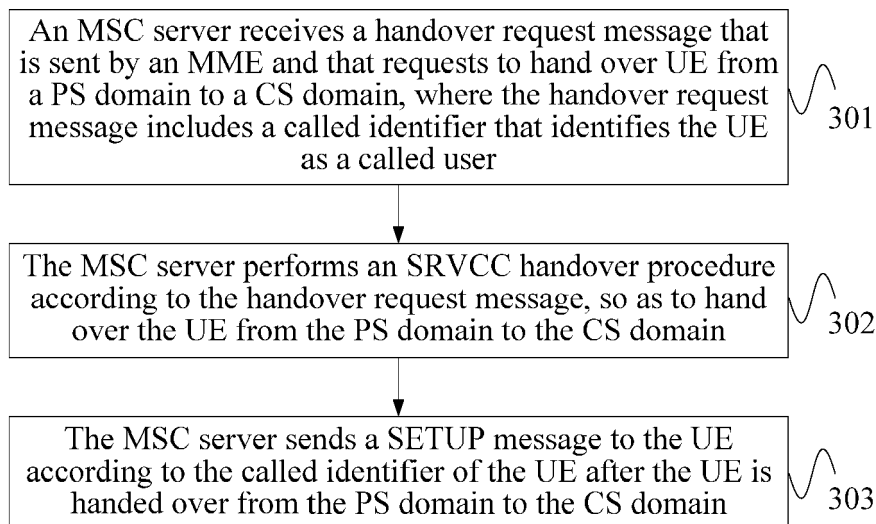 An MSC server receives a handover request message that
is sent by an MME and that requests to hand over UE from
a PS domain to a CS domain, where the handover request
message includes a called identifier that identifies the UE
as a called user
301
The MSC server performs an SRVCC handover procedure
according to the handover request message, so as to hand
over the UE from the PS domain to the CS domain
302
The MSC server sends a SETUP message to the UE
according to the called identifier of the UE after the UE is
handed over from the PS domain to the CS domain
303